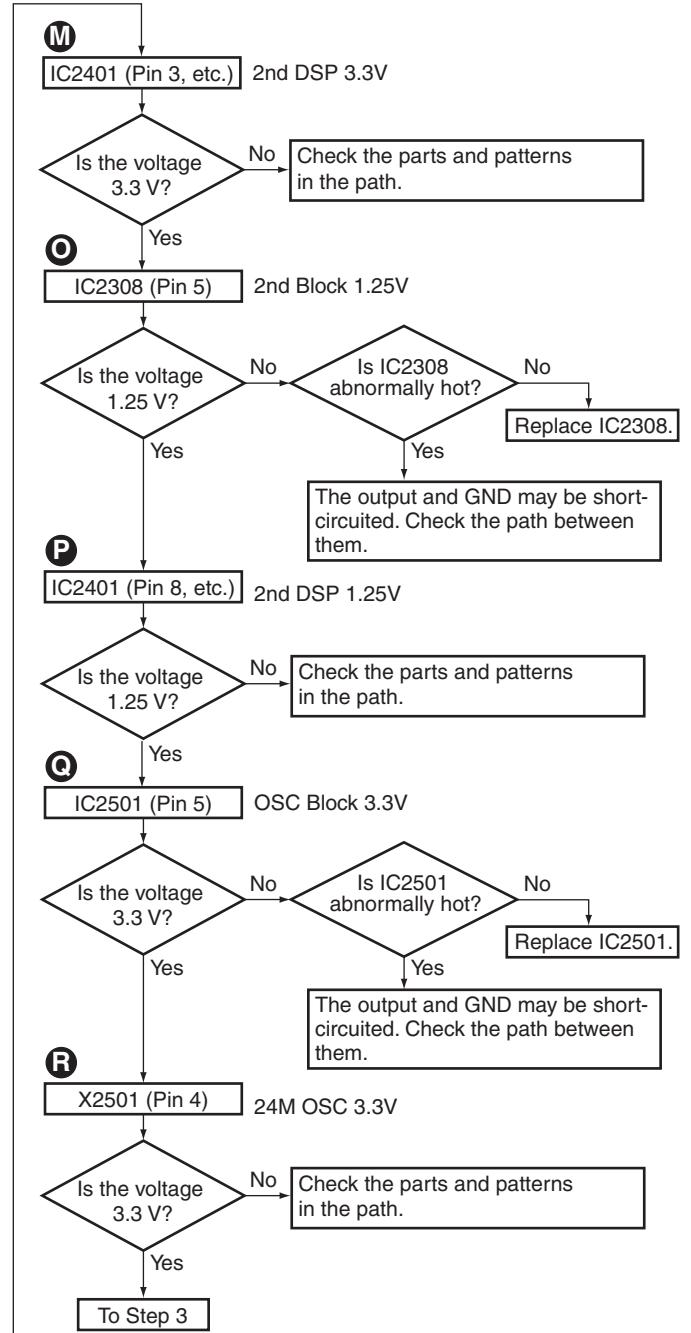 M
IC2401 (Pin 3, etc.) 2nd DSP 3.3V
Is the voltage
3.3 V?
No
Check the parts and patterns
in the path.
Yes
O
IC2308 (Pin 5) 2nd Block 1.25V
Is the voltage
1.25 V?
No
Is IC2308
abnormally hot?
No
Replace IC2308.
Yes
Yes
The output and GND may be short-
circuited. Check the path between
them.
P
IC2401 (Pin 8, etc.) 2nd DSP 1.25V
Is the voltage
1.25 V?
No
Check the parts and patterns
in the path.
Yes
Q
IC2501 (Pin 5) OSC Block 3.3V
Is the voltage
3.3 V?
No
Is IC2501
abnormally hot?
No
Replace IC2501.
Yes
Yes
The output and GND may be short-
circuited. Check the path between
them.
R
X2501 (Pin 4) 24M OSC 3.3V
Is the voltage
3.3 V?
No
Check the parts and patterns
in the path.
Yes
To Step 3